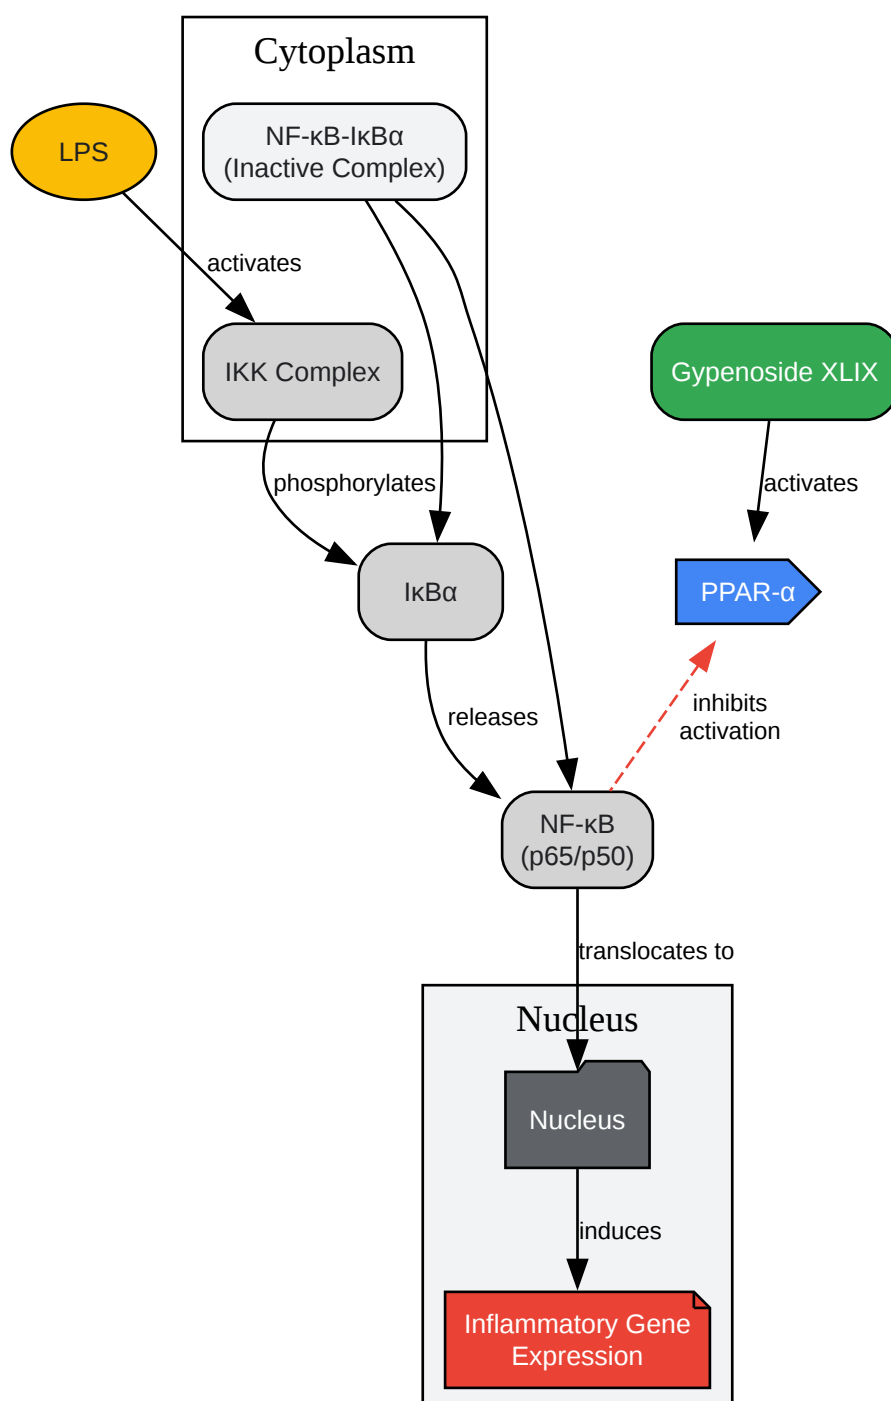 Cytoplasm
NF-κB-IκBα
(Inactive Complex)
LPS
activates
IKK Complex
Gypenoside XLIX
phosphorylates
activates
IκBα
PPAR-α
releases
inhibits
activation
NF-κB
(p65/p50)
translocates to
Nucleus
Nucleus
induces
Inflammatory Gene
Expression